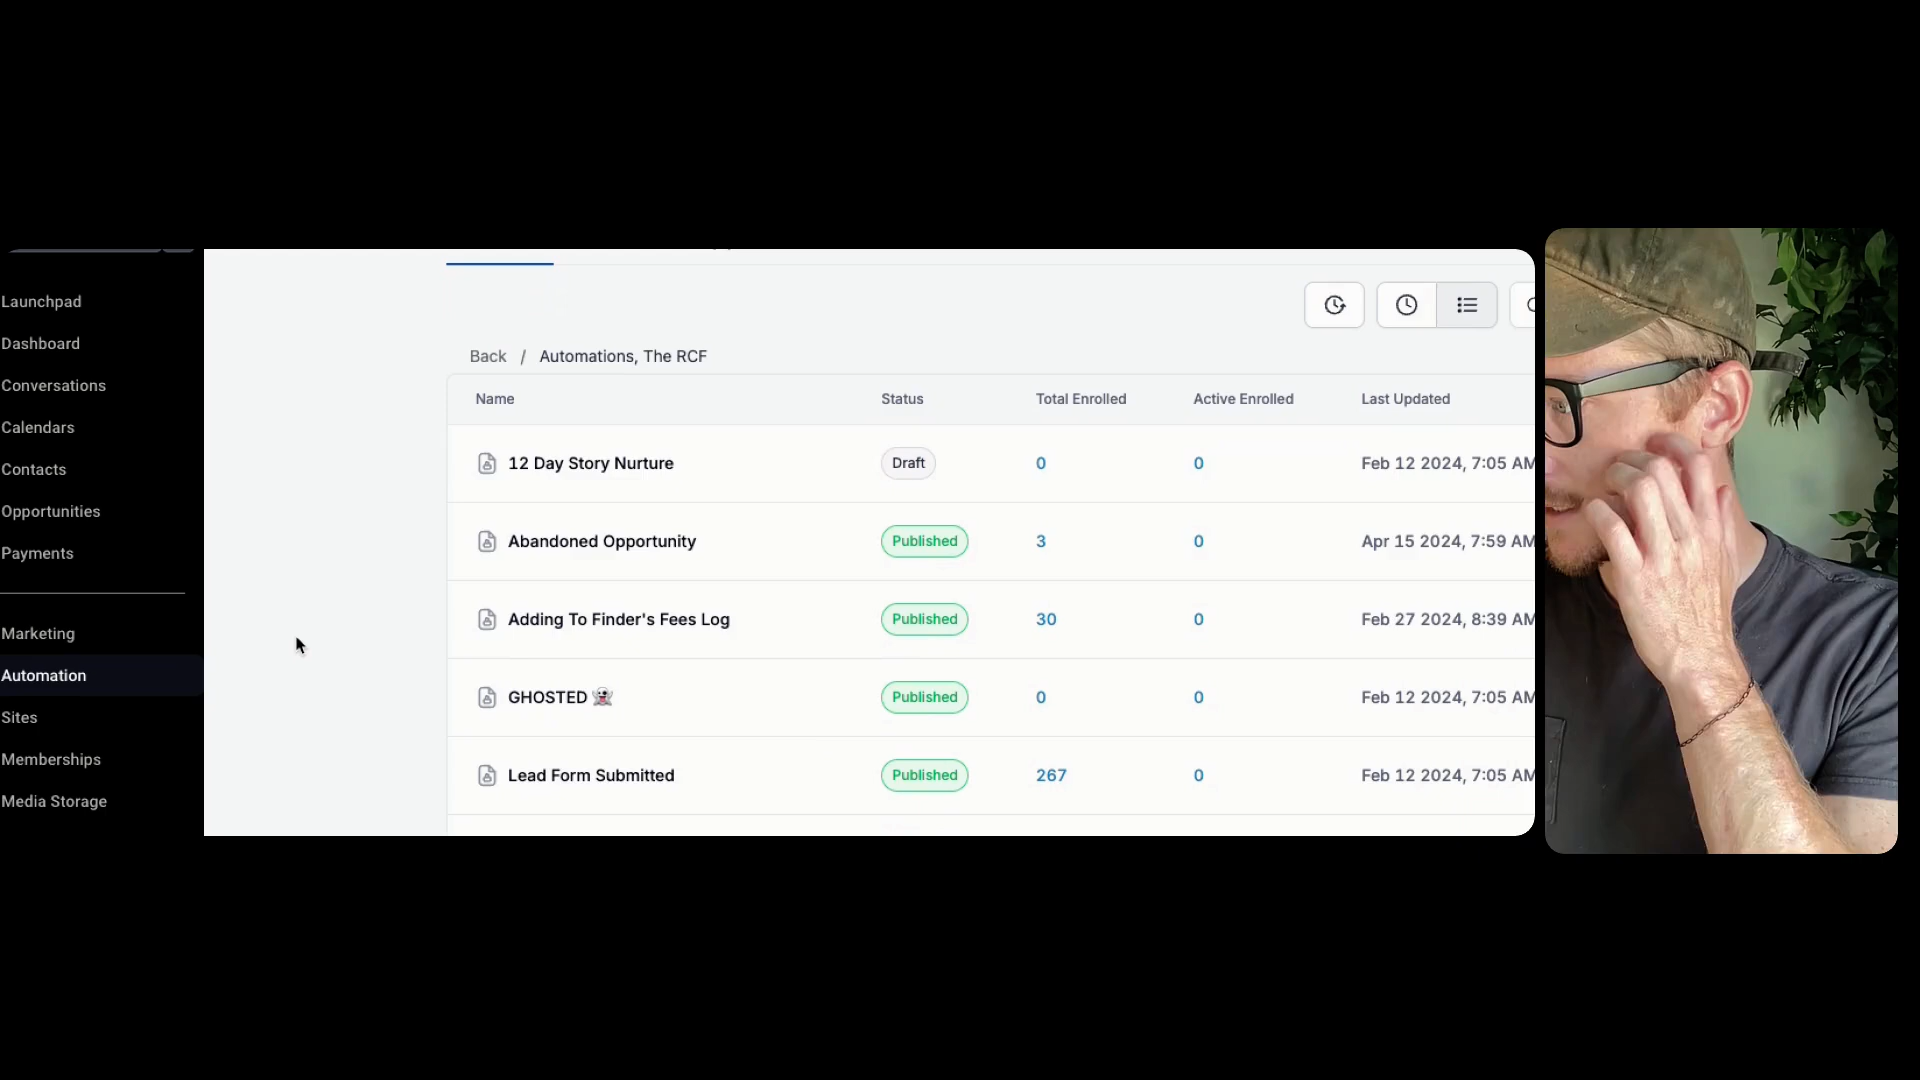 Launchpad
Dashboard
Conversations
Calendars
Contacts
Opportunities
Payments
Marketing
Automation
Sites
Memberships
Media Storage
Back / Automations, The RCF
Name Status Total Enrolled Active Enrolled Last Updated
12 Day Story Nurture Draft 0 0 Feb 12 2024, 7:05 AM
Abandoned Opportunity Published 3 0 Apr 15 2024, 7:59 AM
Adding To Finder's Fees Log Published 30 0 Feb 27 2024, 8:39 AM
GHOSTED 👻 Published 0 0 Feb 12 2024, 7:05 AM
Lead Form Submitted Published 267 0 Feb 12 2024, 7:05 AM